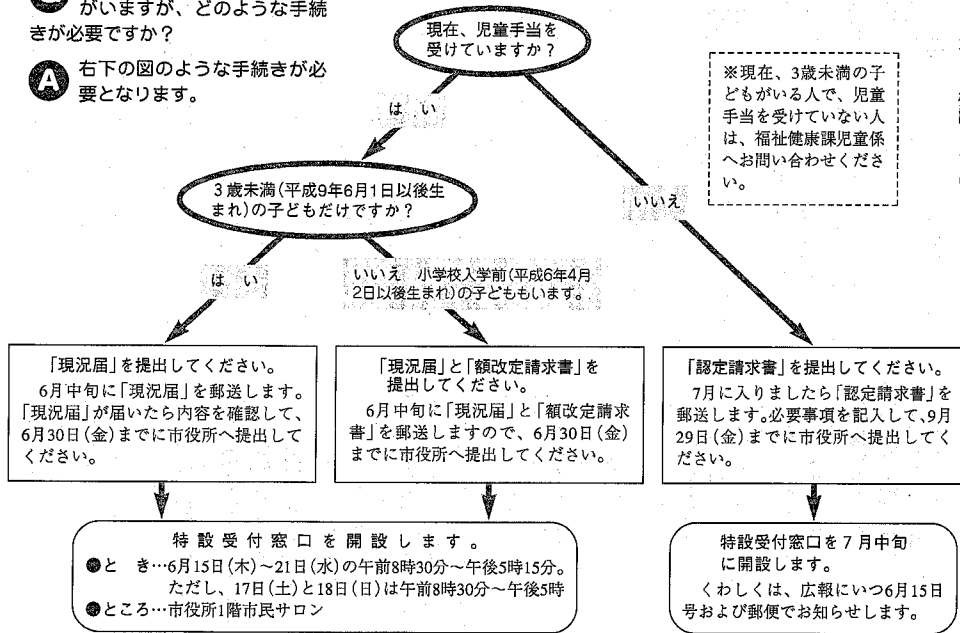 がいますが、どのような手続
きが必要ですか？
A 右下の図のような手続きが必
要となります。
現在、児童手当を
受けていますか？
※現在、3歳未満の子
どもがいる人で、児童
手当を受けていない人
は、福祉健康課児童係
へお問い合わせくださ
い。
はい
いいえ
3歳未満(平成9年6月1日以後生
まれ)の子どもだけですか？
はい
いいえ 小学校入学前(平成6年4月
2日以後生まれ)の子どももいます。
「現況届」を提出してください。
6月中旬に「現況届」を郵送します。
「現況届」が届いたら内容を確認して、
6月30日(金)までに市役所へ提出して
ください。
「現況届」と「額改定請求書」を
提出してください。
6月中旬に「現況届」と「額改定請求
書」を郵送しますので、6月30日(金)
までに市役所へ提出してください。
「認定請求書」を提出してください。
7月に入りましたら「認定請求書」を
郵送します。必要事項を記入して、9月
29日(金)までに市役所へ提出してく
ださい。
特設受付窓口を開設します。
●とき…6月15日(木)～21日(水)の午前8時30分～午後5時15分。
ただし、17日(土)と18日(日)は午前8時30分～午後5時
●ところ…市役所1階市民サロン
特設受付窓口を7月中旬
に開設します。
くわしくは、広報にいつ6月15日
号および郵便でお知らせします。